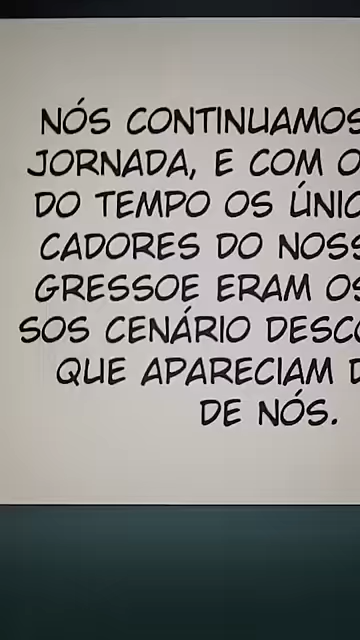 NÓS CONTINUAMOS
JORNADA, E COM O
DO TEMPO OS ÚNIC
CADORES DO NOSS
GRESSOE ERAM OS
SOS CENÁRIO DESCO
QUE APARECIAM D
DE NÓS.